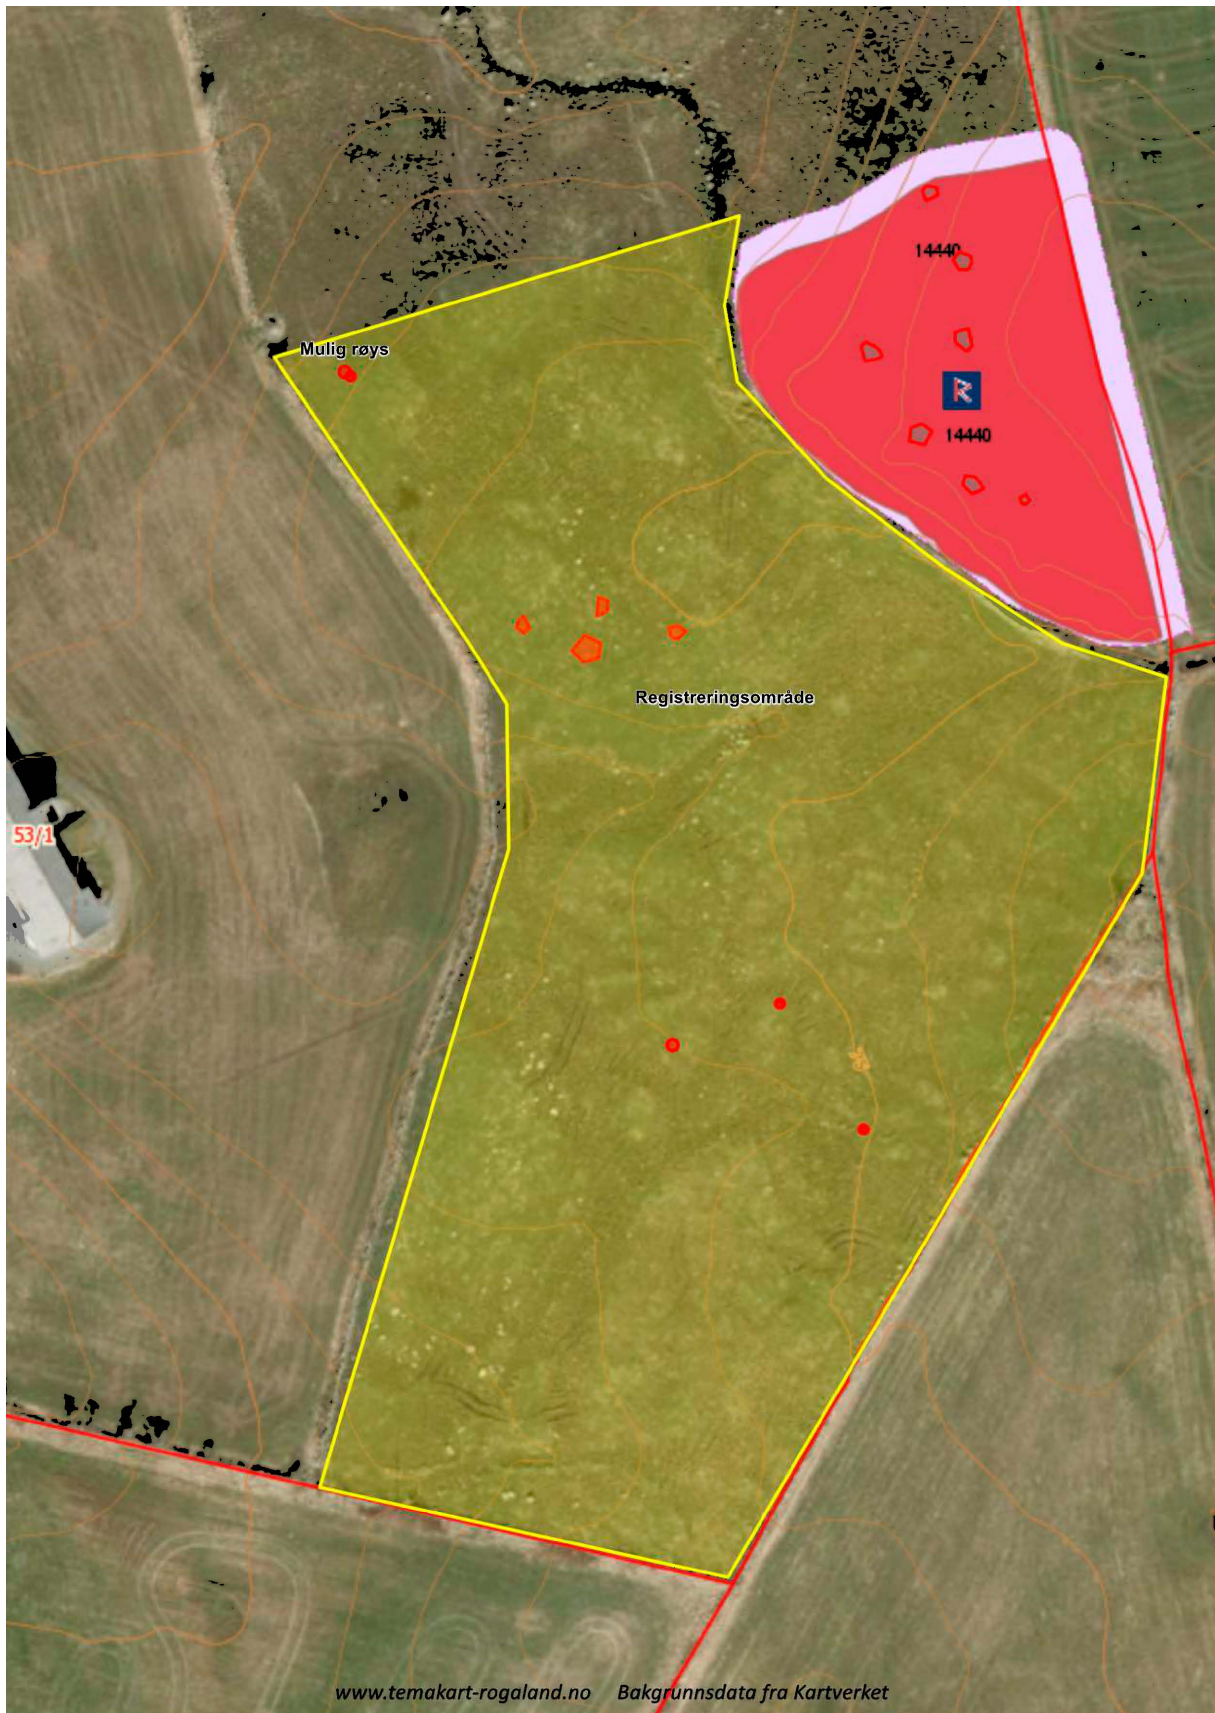 14440
Mulig røys
R
14440
Registreringsområde
53/1
www.temakart-rogaland.no Bakgrunnsdata fra Kartverket